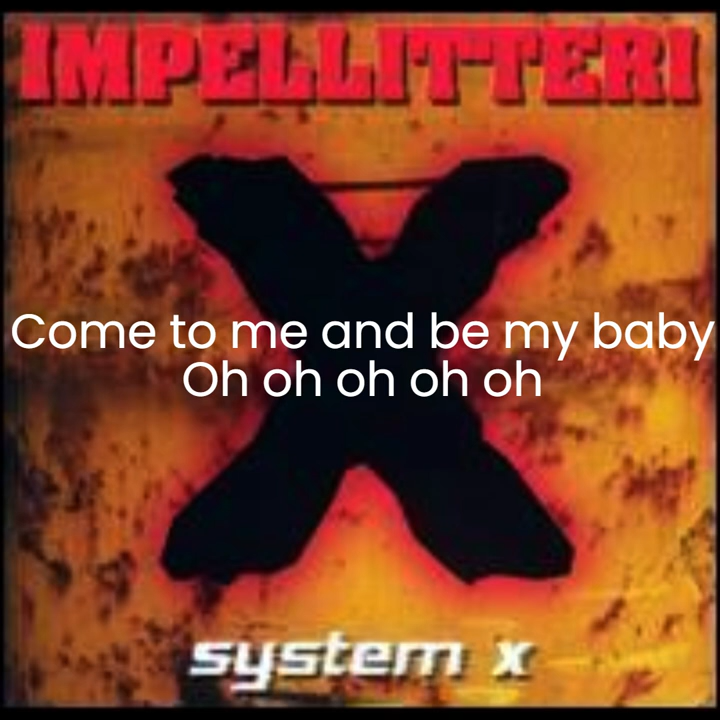 IMPELLITTERI
Come to me and be my baby
Oh oh oh oh oh
system x